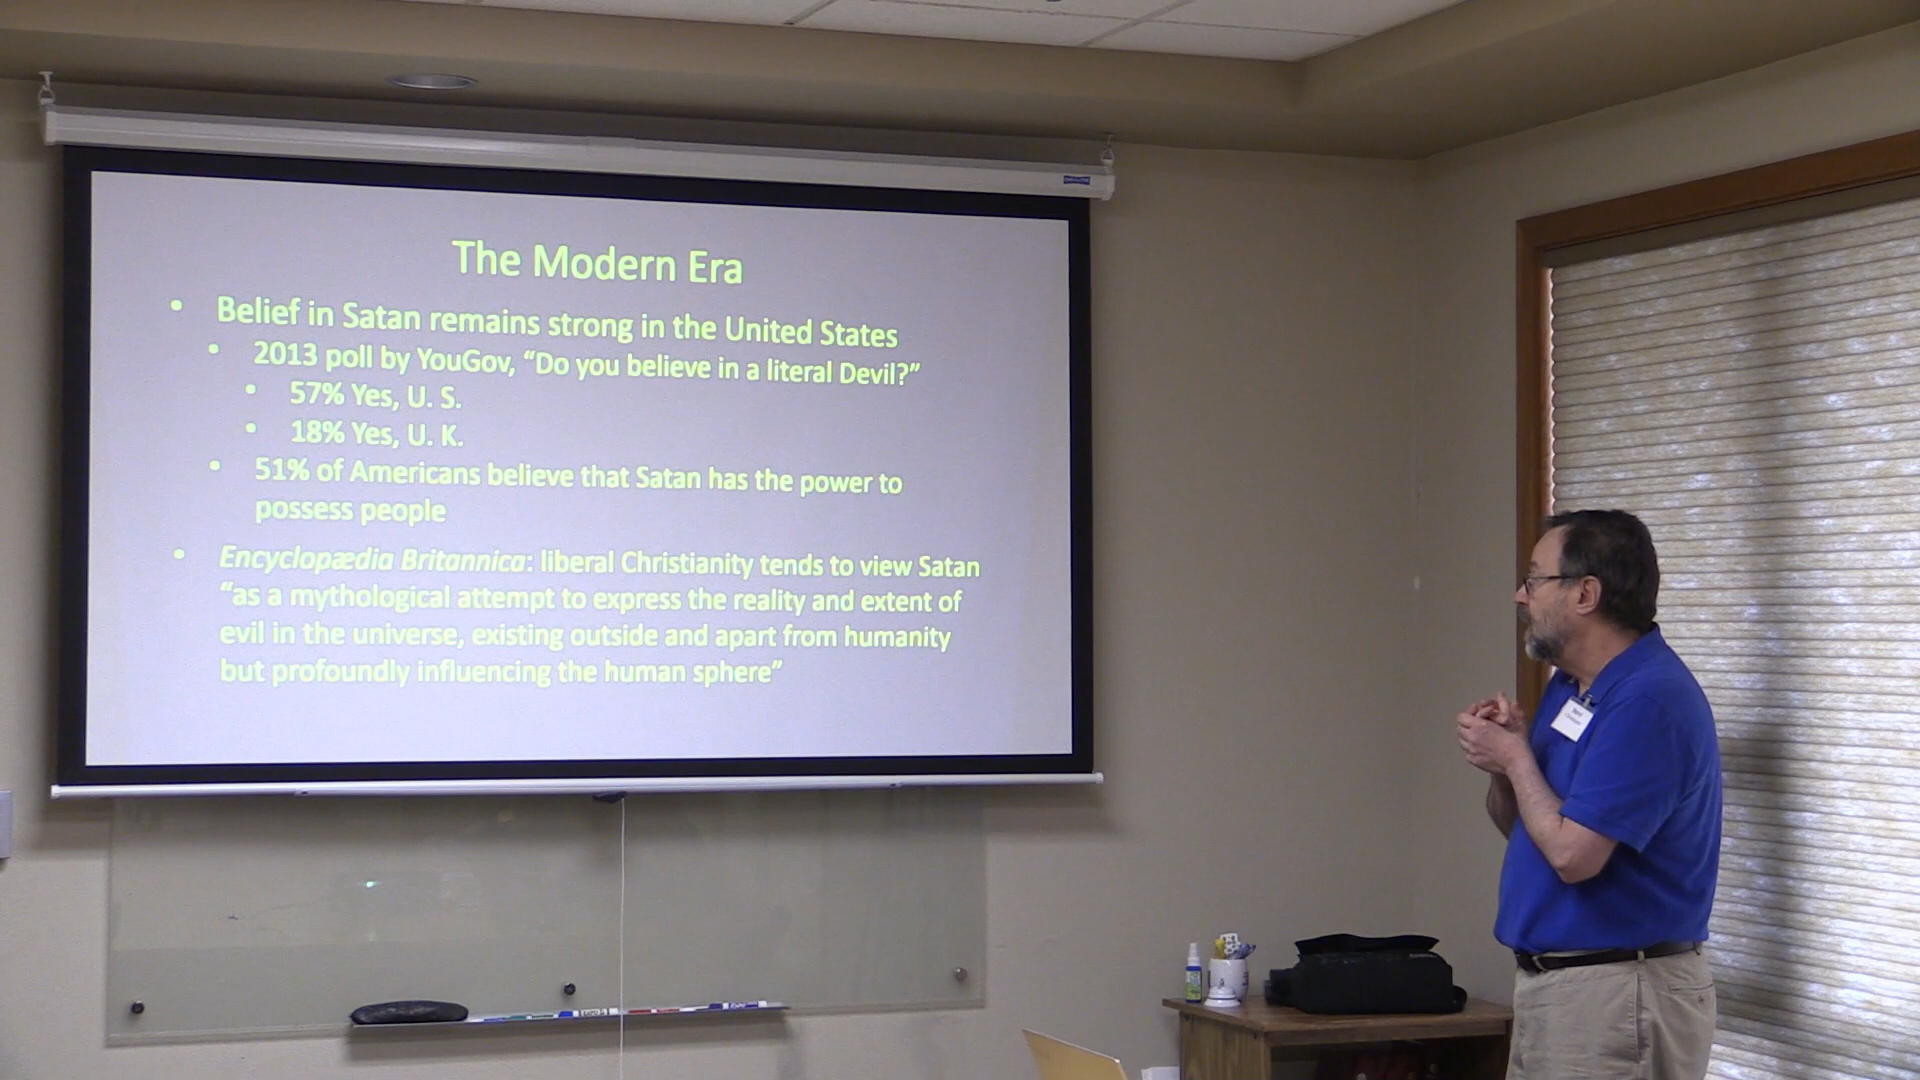 The Modern Era
• Belief in Satan remains strong in the United States
• 2013 poll by YouGov, “Do you believe in a literal Devil?”
• 57% Yes, U. S.
• 18% Yes, U. K.
• 51% of Americans believe that Satan has the power to
possess people
• Encyclopædia Britannica: liberal Christianity tends to view Satan
“as a mythological attempt to express the reality and extent of
evil in the universe, existing outside and apart from humanity
but profoundly influencing the human sphere”